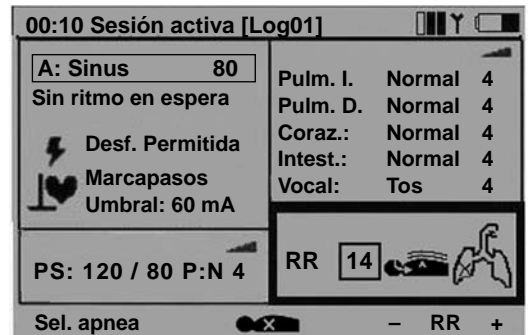 00:10 Sesión activa [Log01]
A: Sinus 80
Sin ritmo en espera
Desf. Permitida
Marcapasos
Umbral: 60 mA
PS: 120 / 80 P:N 4
Pulm. I. Normal 4
Pulm. D. Normal 4
Coraz.: Normal 4
Intest.: Normal 4
Vocal: Tos 4
RR 14
Sel. apnea X – RR +